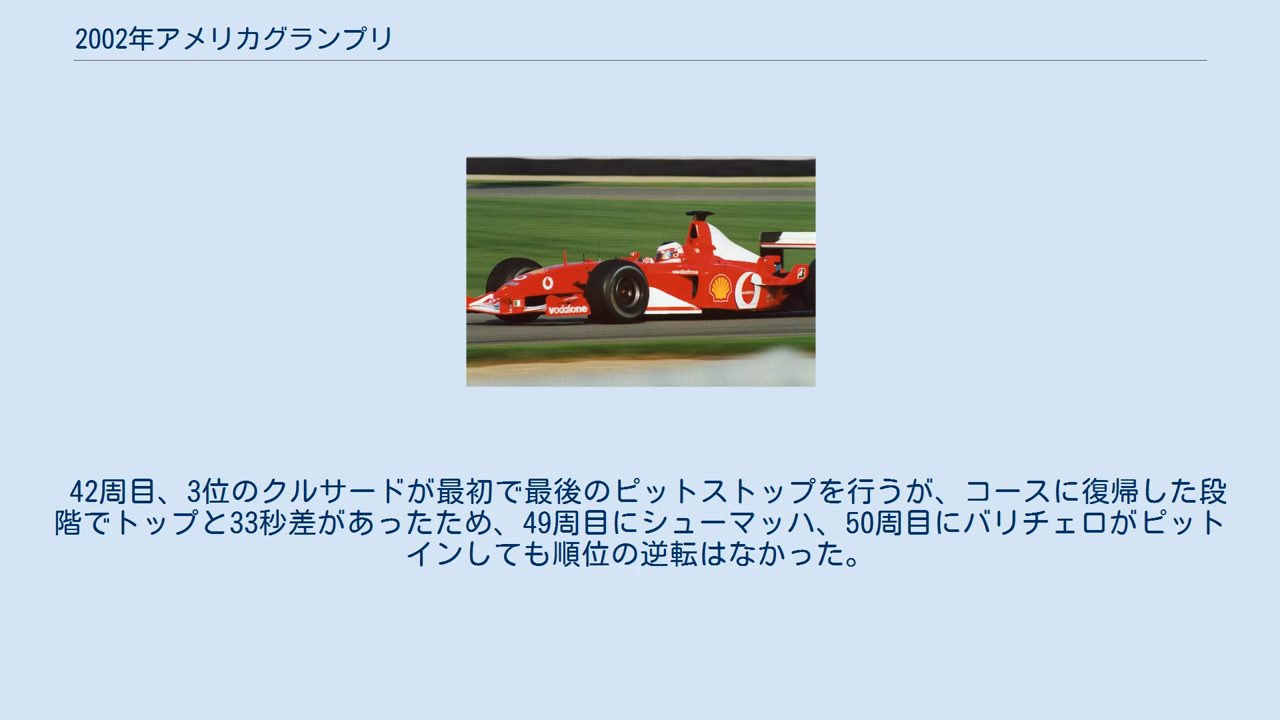 2002年アメリカグランプリ
vodafone
vodafone
42周目、3位のクルサードが最初で最後のピットストップを行うが、コースに復帰した段
階でトップと33秒差があったため、49周目にシューマッハ、50周目にバリチェロがピット
インしても順位の逆転はなかった。